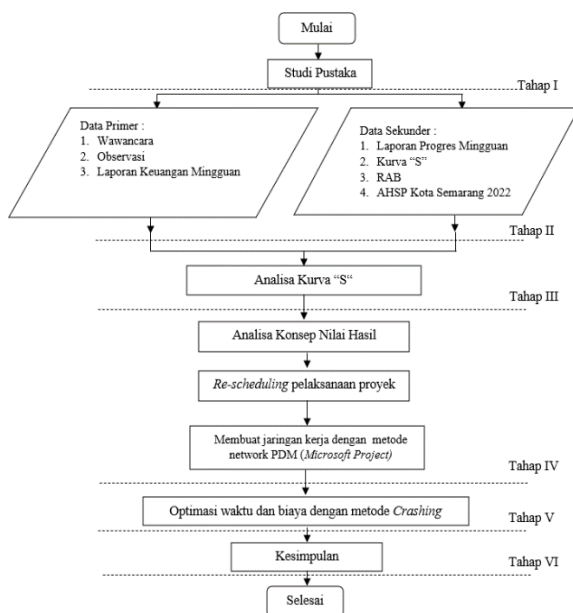 Mulai
Studi Pustaka
Tahap I
Data Primer :
1. Wawancara
2. Observasi
3. Laporan Keuangan Mingguan
Data Sekunder :
1. Laporan Progres Mingguan
2. Kurva “S”
3. RAB
4. AHSP Kota Semarang 2022
Tahap II
Analisa Kurva “S“
Tahap III
Analisa Konsep Nilai Hasil
Re-scheduling pelaksanaan proyek
Membuat jaringan kerja dengan metode
network PDM (Microsoft Project)
Tahap IV
Optimasi waktu dan biaya dengan metode Crashing
Tahap V
Kesimpulan
Tahap VI
Selesai